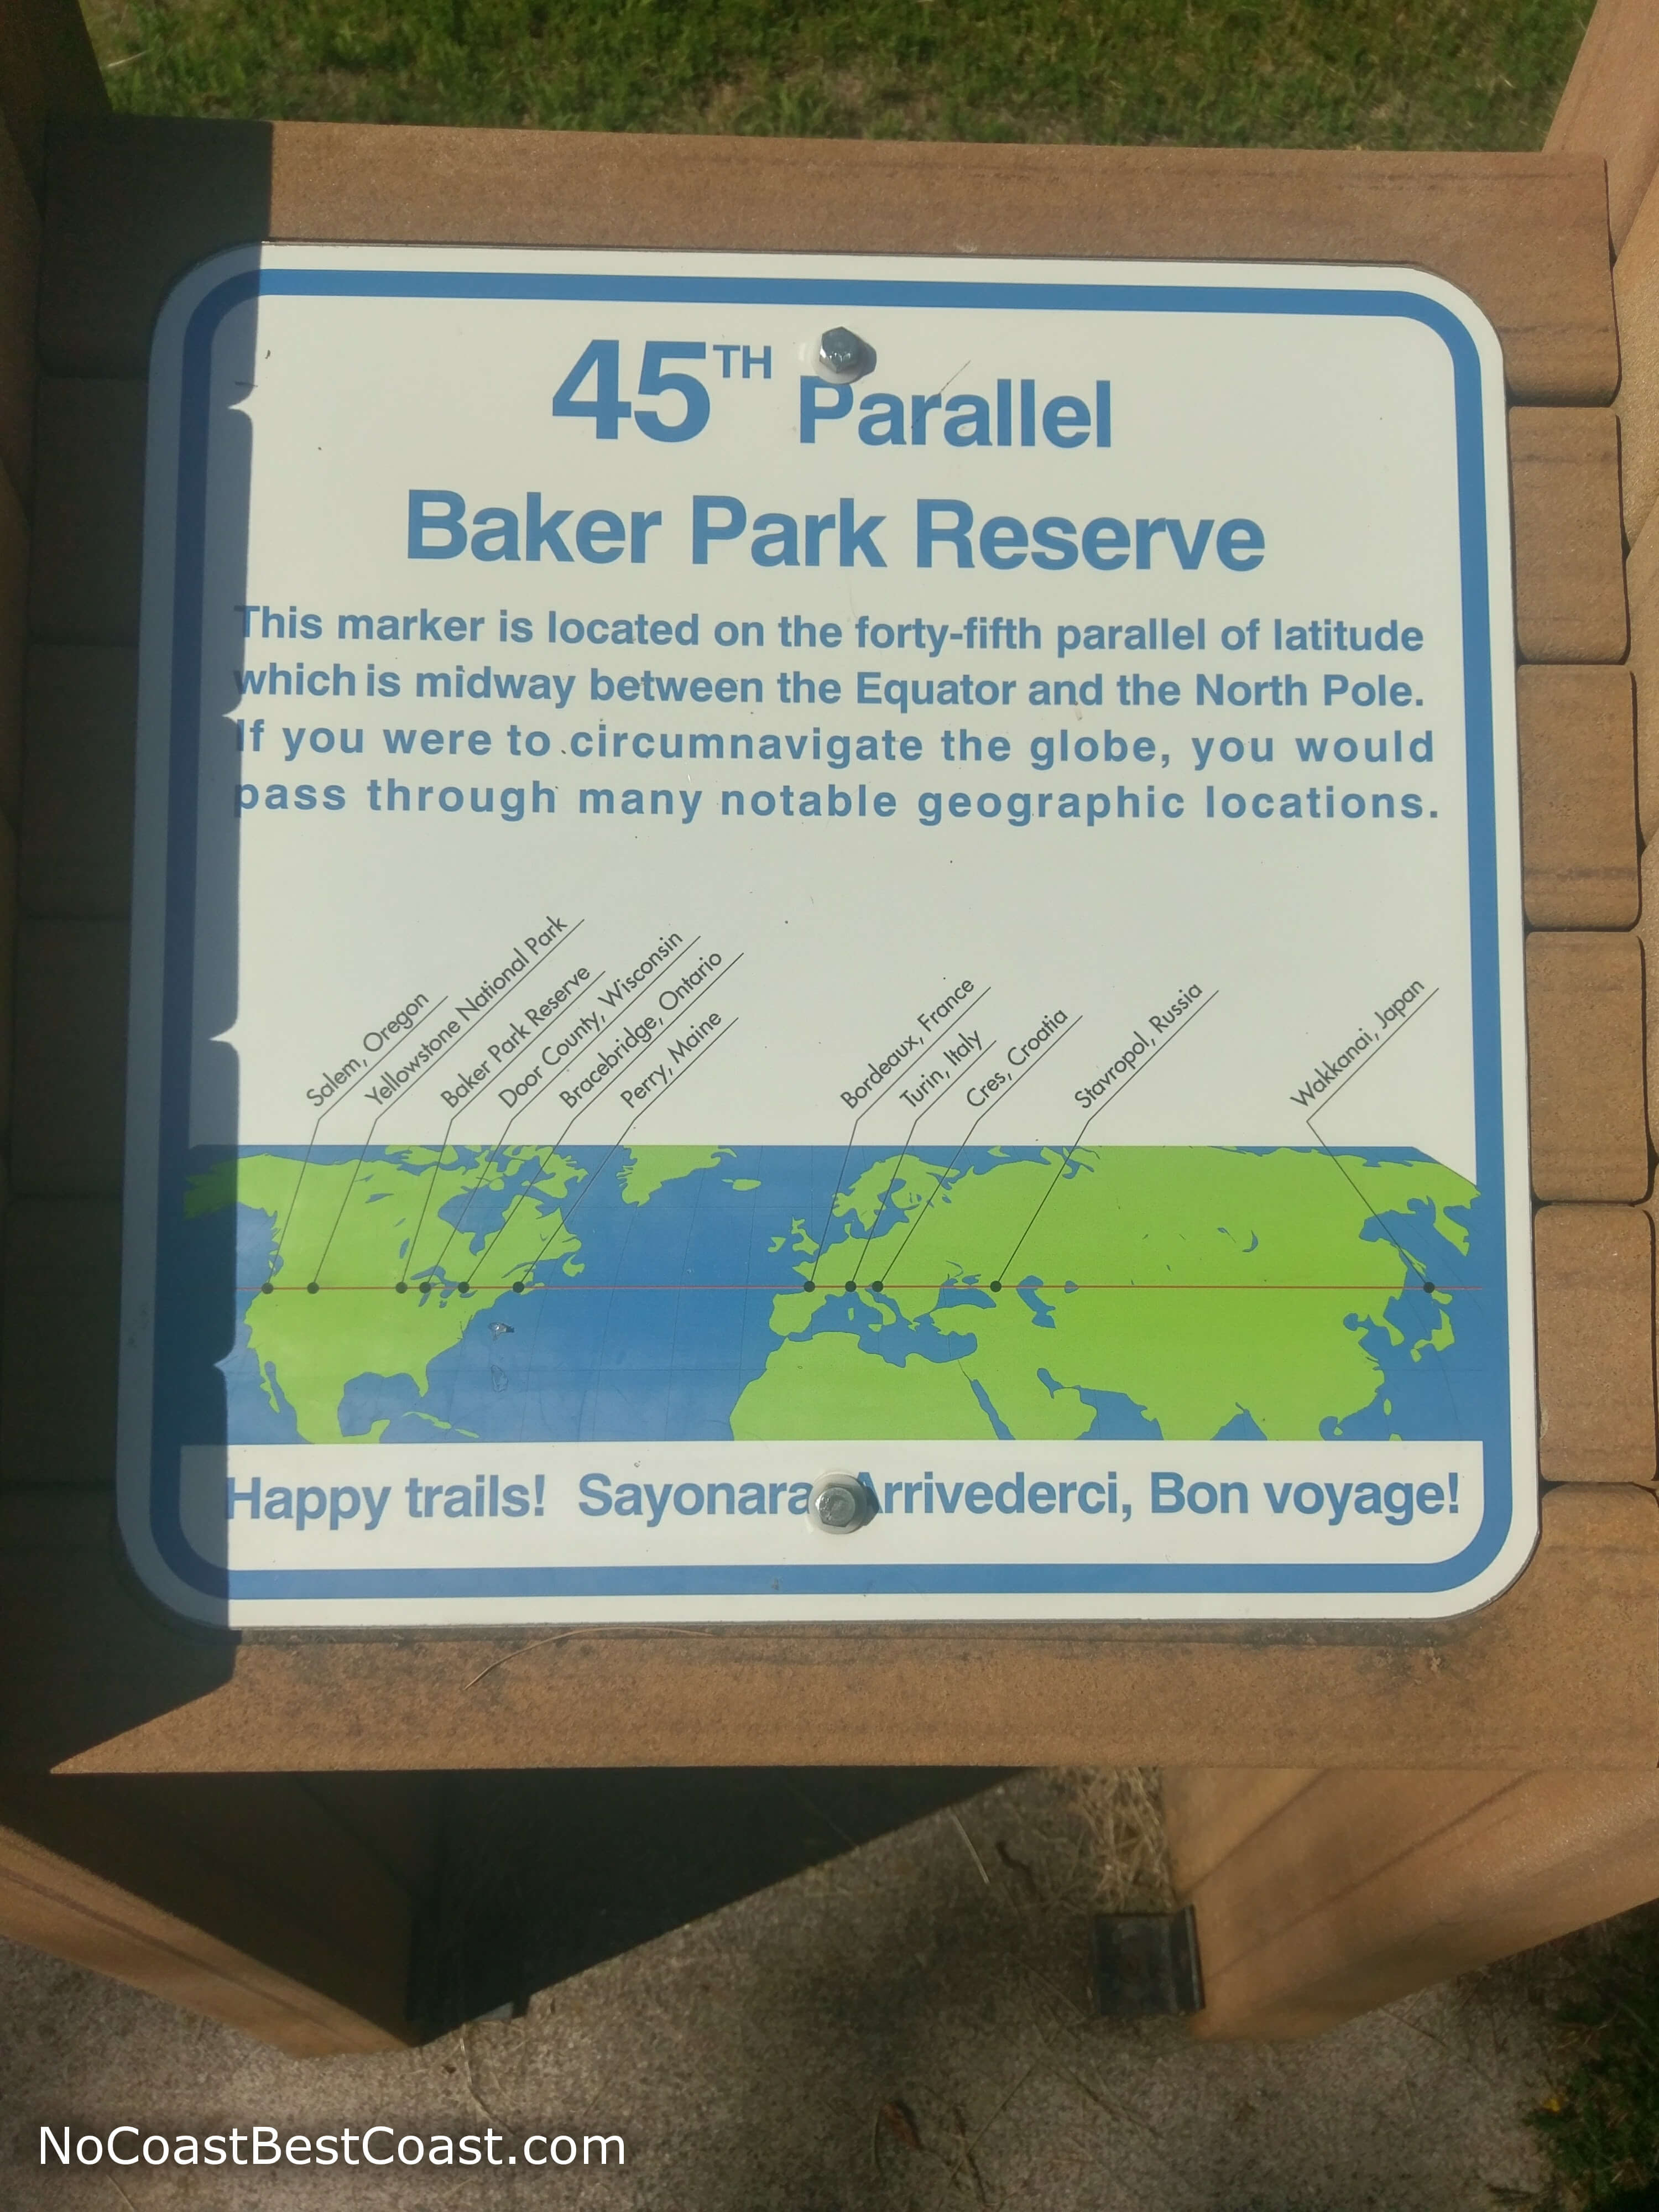 45TH Parallel
Baker Park Reserve
This marker is located on the forty-fifth parallel of latitude
which is midway between the Equator and the North Pole.
If you were to circumnavigate the globe, you would
pass through many notable geographic locations.
Salem, Oregon
Yellowstone National Park
Baker Park Reserve
Door County, Wisconsin
Bracebridge, Ontario
Perry, Maine
Bordeaux, France
Turin, Italy
Cres, Croatia
Stavropol, Russia
Wakkanai, Japan
Happy trails! Sayonara, Arrivederci, Bon voyage!
NoCoastBestCoast.com